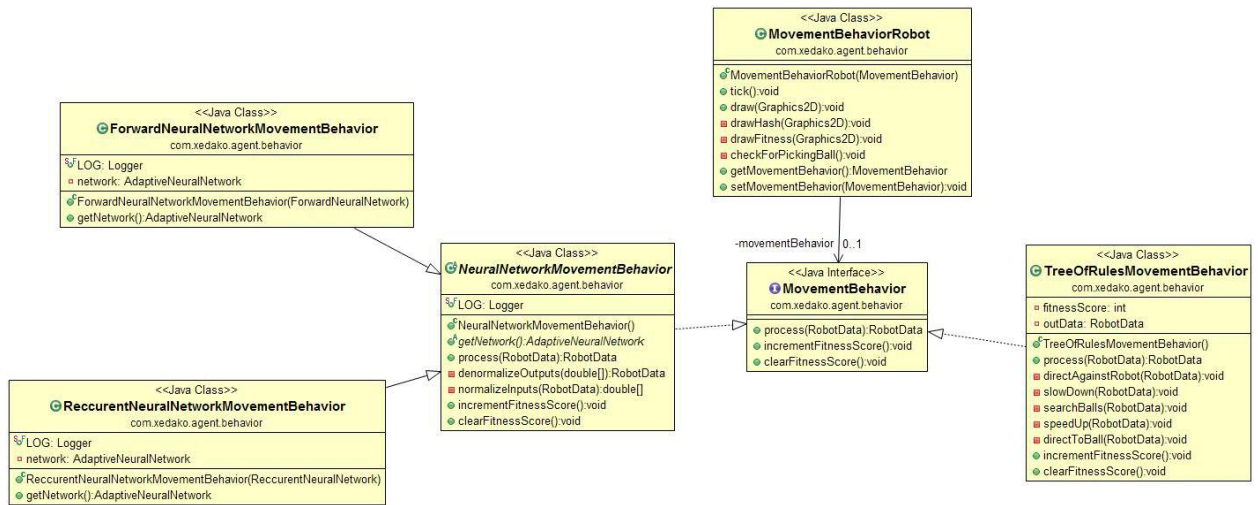 <<Java Class>>
MovementBehaviorRobot
com.xedako.agent.behavior
MovementBehaviorRobot(MovementBehavior)
tick():void
draw(Graphics2D):void
drawHash(Graphics2D):void
drawFitness(Graphics2D):void
checkForPickingBall():void
getMovementBehavior():MovementBehavior
setMovementBehavior(MovementBehavior):void
<<Java Class>>
ForwardNeuralNetworkMovementBehavior
com.xedako.agent.behavior
LOG: Logger
network: AdaptiveNeuralNetwork
ForwardNeuralNetworkMovementBehavior(ForwardNeuralNetwork)
getNetwork():AdaptiveNeuralNetwork
-movementBehavior 0..1
<<Java Class>>
NeuralNetworkMovementBehavior
com.xedako.agent.behavior
LOG: Logger
NeuralNetworkMovementBehavior()
getNetwork():AdaptiveNeuralNetwork
process(RobotData):RobotData
denormalizeOutputs(double[]):RobotData
normalizeInputs(RobotData):double[]
incrementFitnessScore():void
clearFitnessScore():void
<<Java Interface>>
MovementBehavior
com.xedako.agent.behavior
process(RobotData):RobotData
incrementFitnessScore():void
clearFitnessScore():void
<<Java Class>>
TreeOfRulesMovementBehavior
com.xedako.agent.behavior
fitnessScore: int
outData: RobotData
TreeOfRulesMovementBehavior()
process(RobotData):RobotData
directAgainstRobot(RobotData):void
slowDown(RobotData):void
searchBalls(RobotData):void
speedUp(RobotData):void
directToBall(RobotData):void
incrementFitnessScore():void
clearFitnessScore():void
<<Java Class>>
ReccurentNeuralNetworkMovementBehavior
com.xedako.agent.behavior
LOG: Logger
network: AdaptiveNeuralNetwork
ReccurentNeuralNetworkMovementBehavior(ReccurentNeuralNetwork)
getNetwork():AdaptiveNeuralNetwork